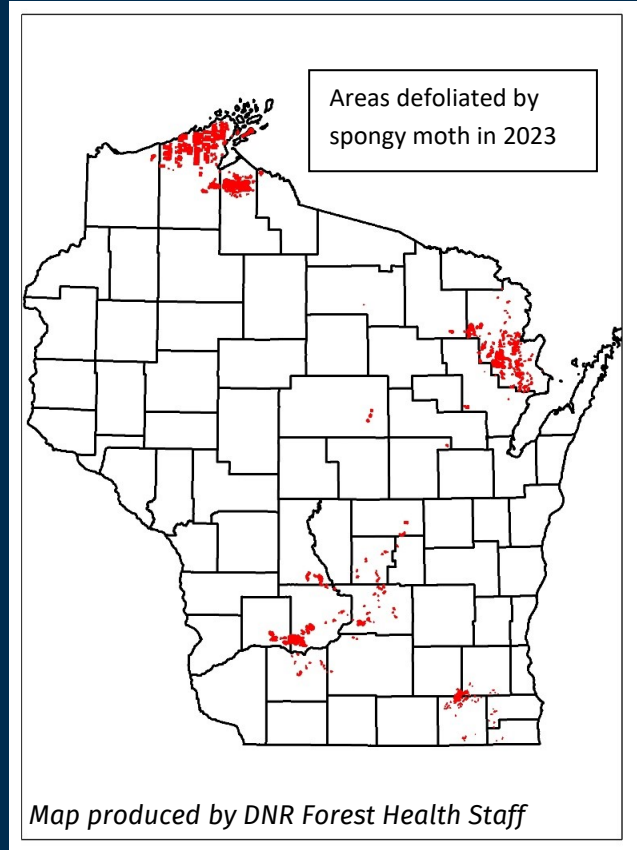 Areas defoliated by
spongy moth in 2023
Map produced by DNR Forest Health Staff